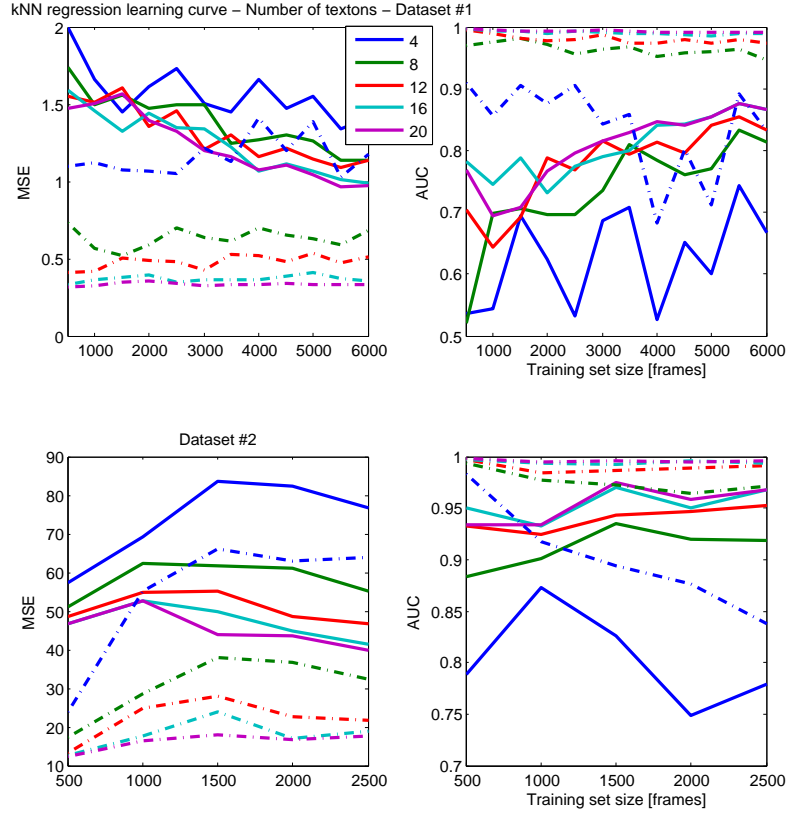 kNN regression learning curve – Number of textons – Dataset #1
2
1.5
1
0.5
0
MSE
1000 2000 3000 4000 5000 6000
4
8
12
16
20
1
0.9
0.8
0.7
0.6
0.5
AUC
1000 2000 3000 4000 5000 6000
Training set size [frames]
Dataset #2
90
80
70
60
50
40
30
20
10
MSE
500 1000 1500 2000 2500
1
0.95
0.9
0.85
0.8
0.75
0.7
AUC
500 1000 1500 2000 2500
Training set size [frames]